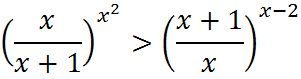 (x/(x+1))^(x^2) > ((x+1)/x)^(x-2)